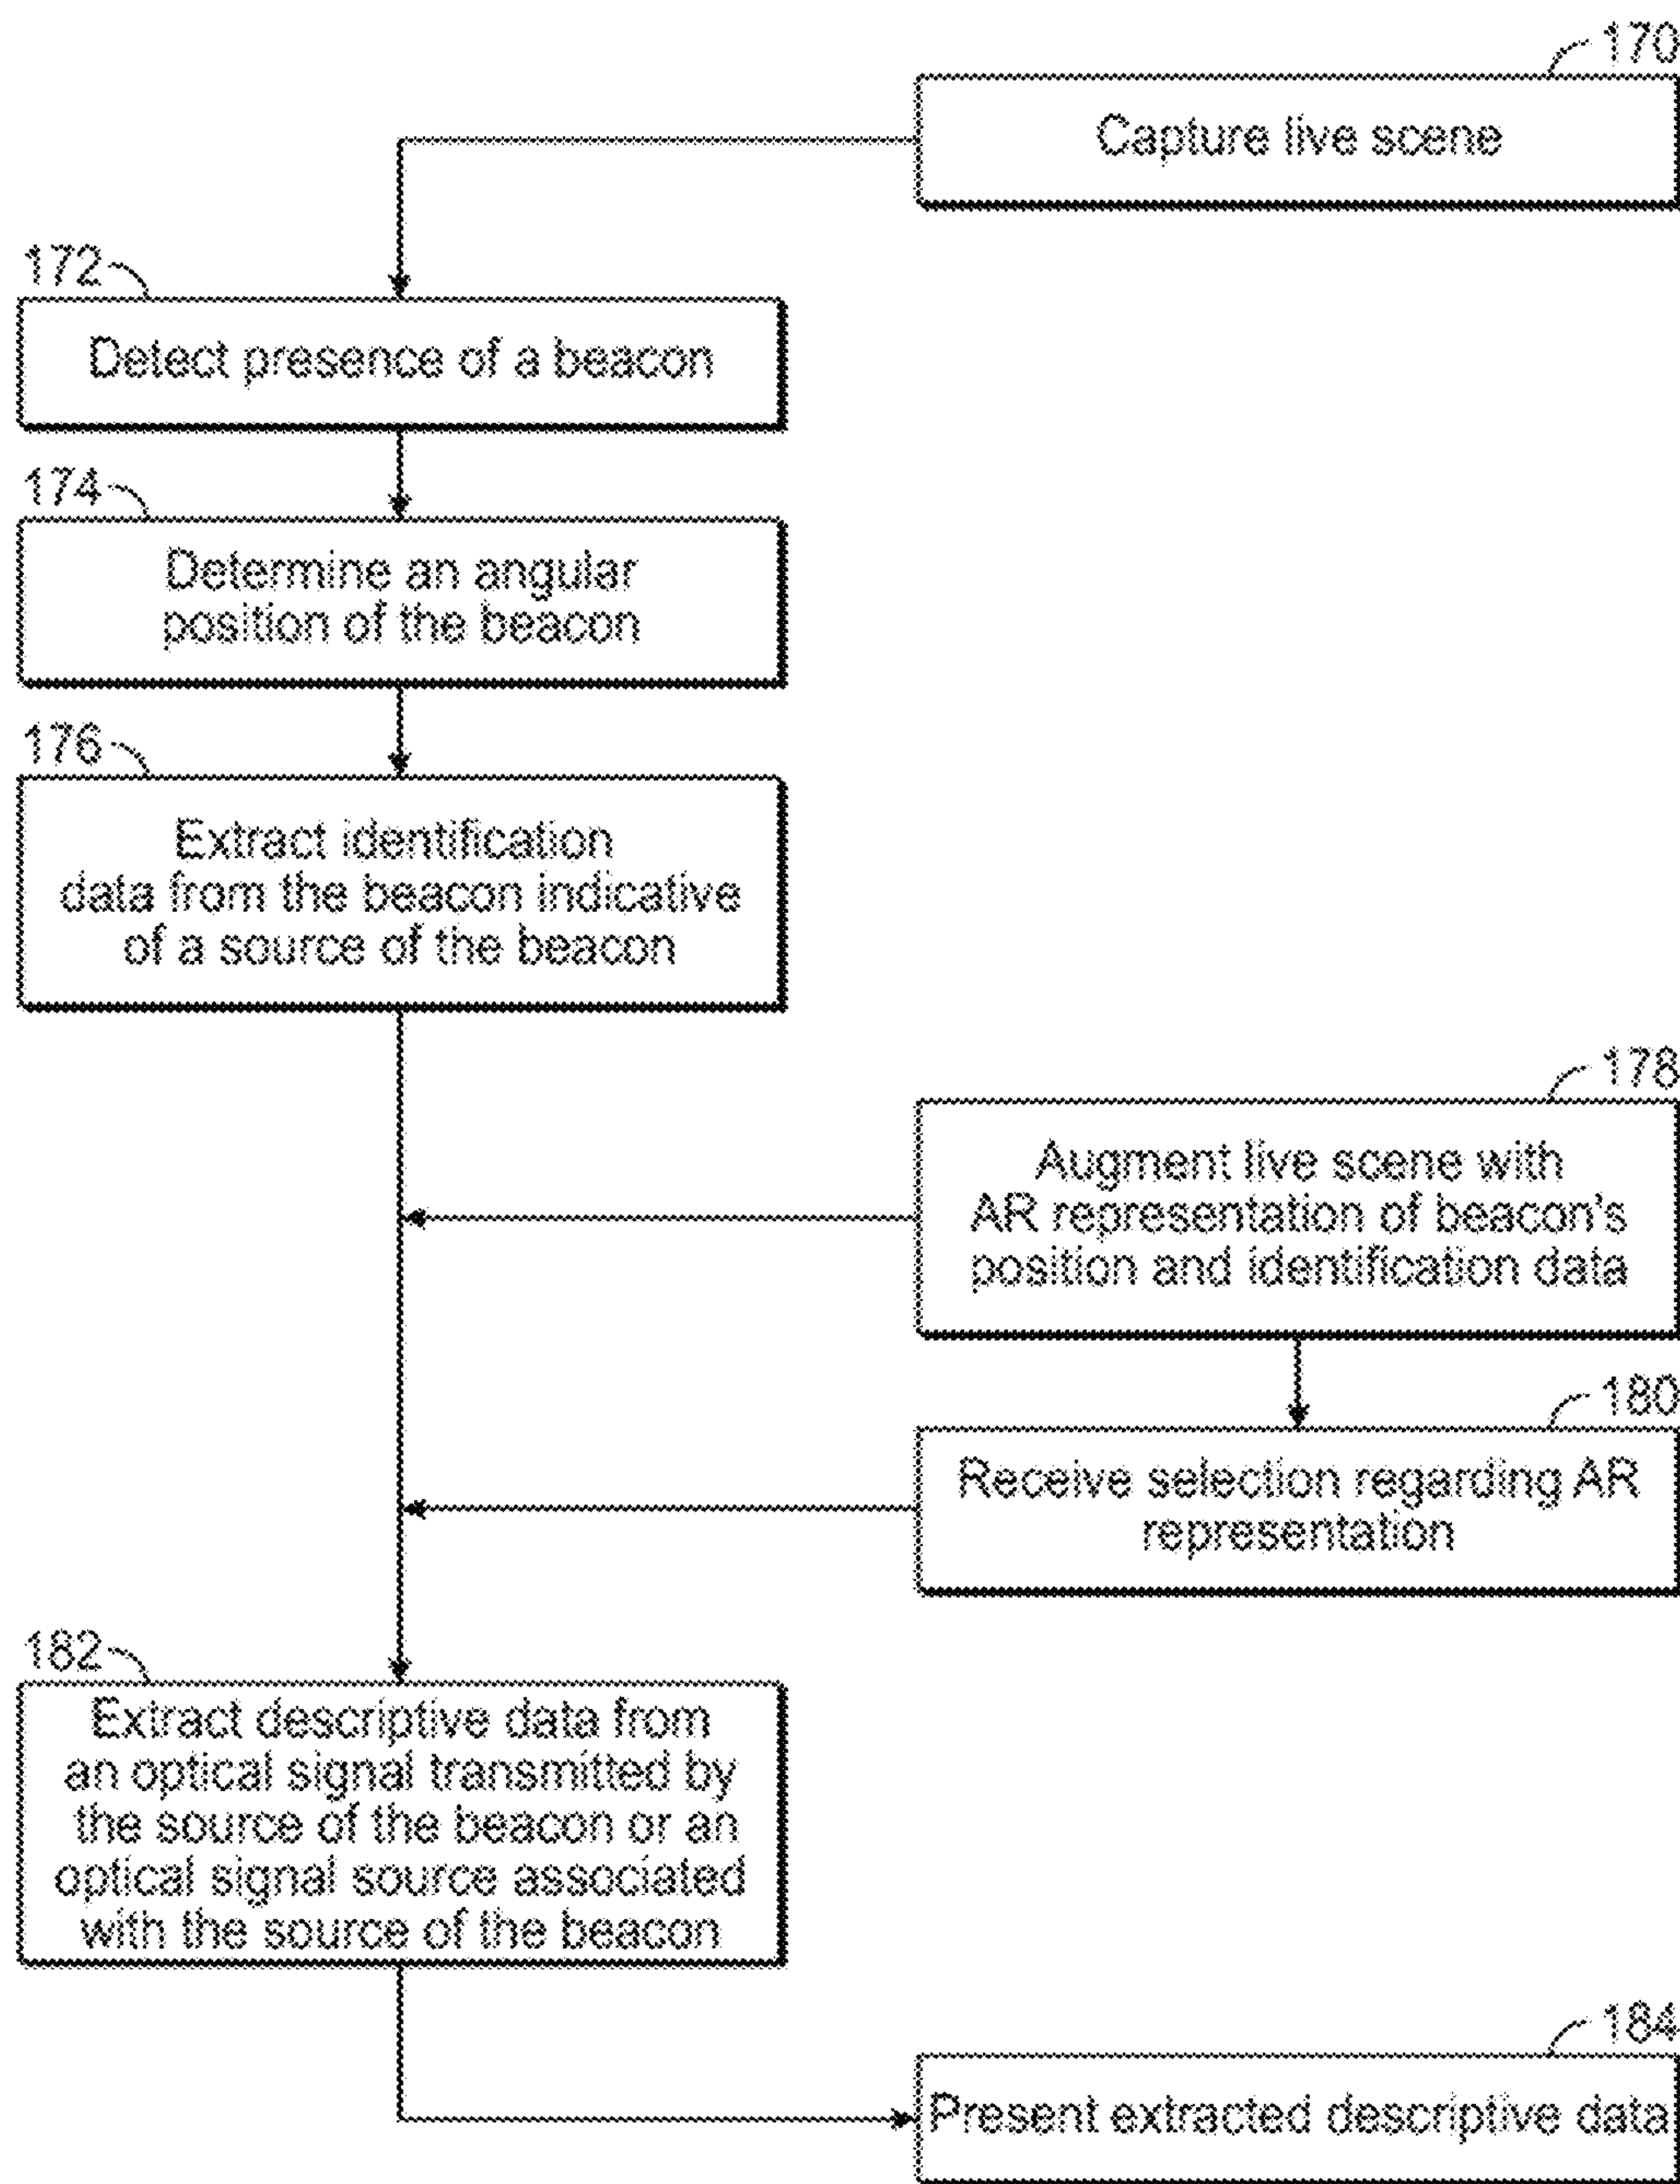 170
Capture live scene
172
Detect presence of a beacon
174
Determine an angular
position of the beacon
176
Extract identification
data from the beacon indicative
of a source of the beacon
178
Augment live scene with
AR representation of beacon's
position and identification data
180
Receive selection regarding AR
representation
182
Extract descriptive data from
an optical signal transmitted by
the source of the beacon or an
optical signal source associated
with the source of the beacon
184
Present extracted descriptive data